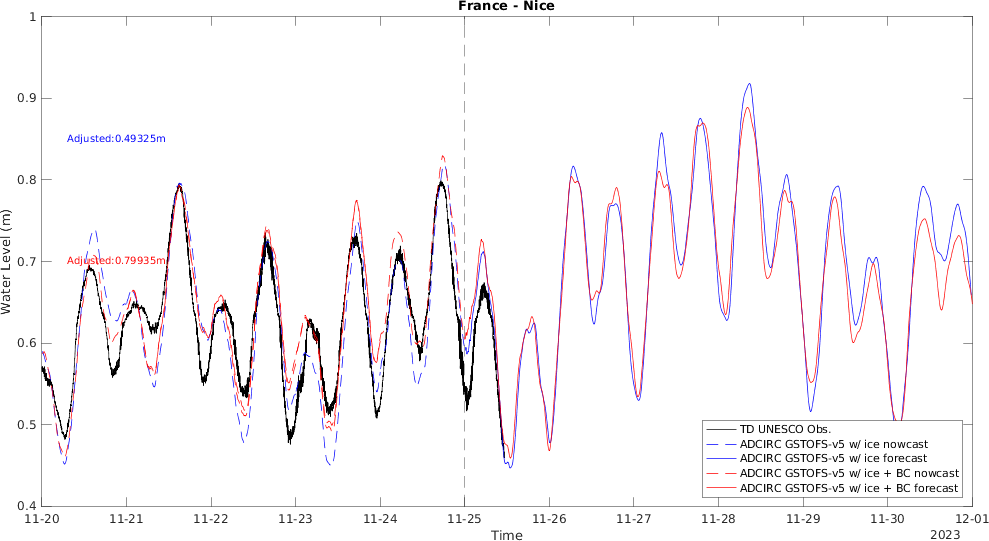 France - Nice
1
0.9
0.8
0.7
0.6
0.5
0.4
Water Level (m)
Adjusted:0.49325m
Adjusted:0.79935m
TD UNESCO Obs.
ADCIRC GSTOFS-v5 w/ ice nowcast
ADCIRC GSTOFS-v5 w/ ice forecast
ADCIRC GSTOFS-v5 w/ ice + BC nowcast
ADCIRC GSTOFS-v5 w/ ice + BC forecast
11-20 11-21 11-22 11-23 11-24 11-25 11-26 11-27 11-28 11-29 11-30 12-01
Time
2023